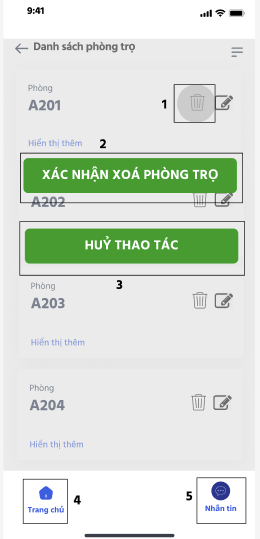 9:41
Danh sách phòng trọ
Phòng
A201
1
Hiển thị thêm
2
XÁC NHẬN XOÁ PHÒNG TRỌ
A202
HUỶ THAO TÁC
3
Phòng
A203
Hiển thị thêm
Phòng
A204
Hiển thị thêm
Trang chủ
4
5
Nhắn tin